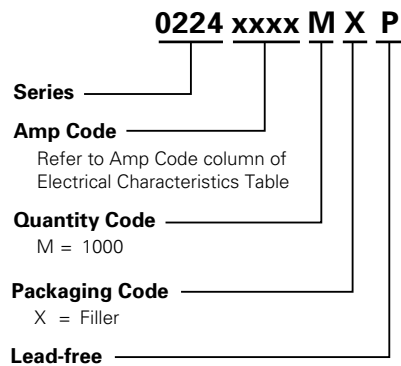 0224 xxxx M X P
Series
Amp Code
Refer to Amp Code column of
Electrical Characteristics Table
Quantity Code
M = 1000
Packaging Code
X = Filler
Lead-free